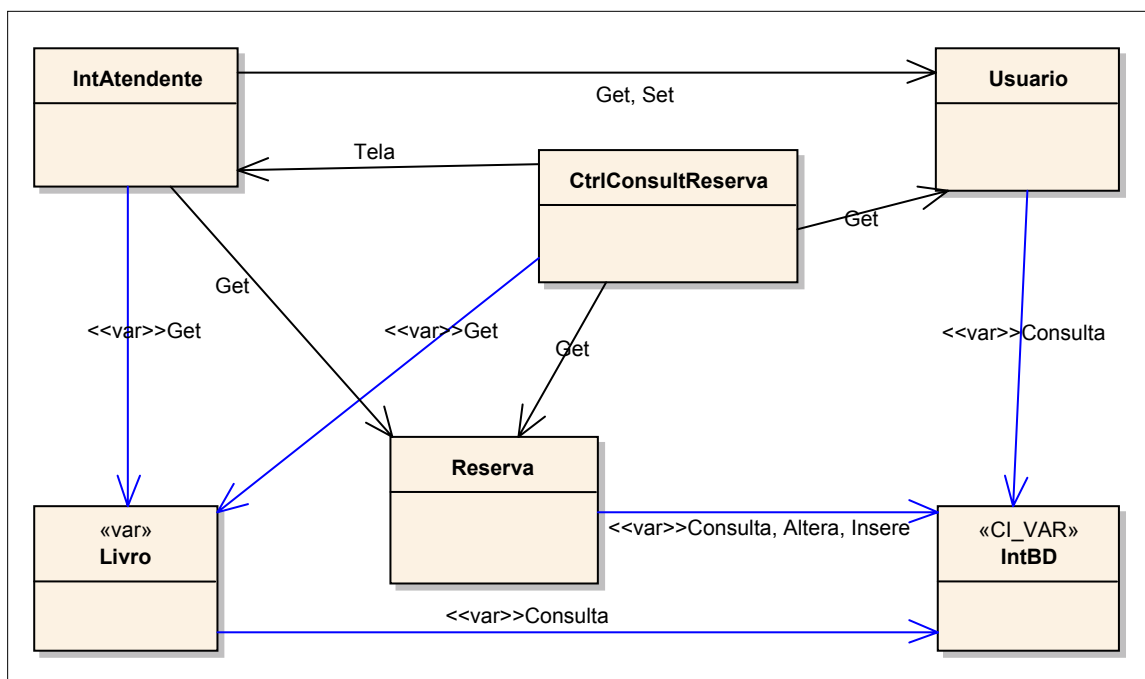 IntAtendente
Usuario
Get, Set
Tela
CtrlConsultReserva
Get
Get
<<var>>Get
<<var>>Get
Get
<<var>>Consulta
Reserva
«var»
Livro
<<var>>Consulta, Altera, Insere
«CI_VAR»
IntBD
<<var>>Consulta